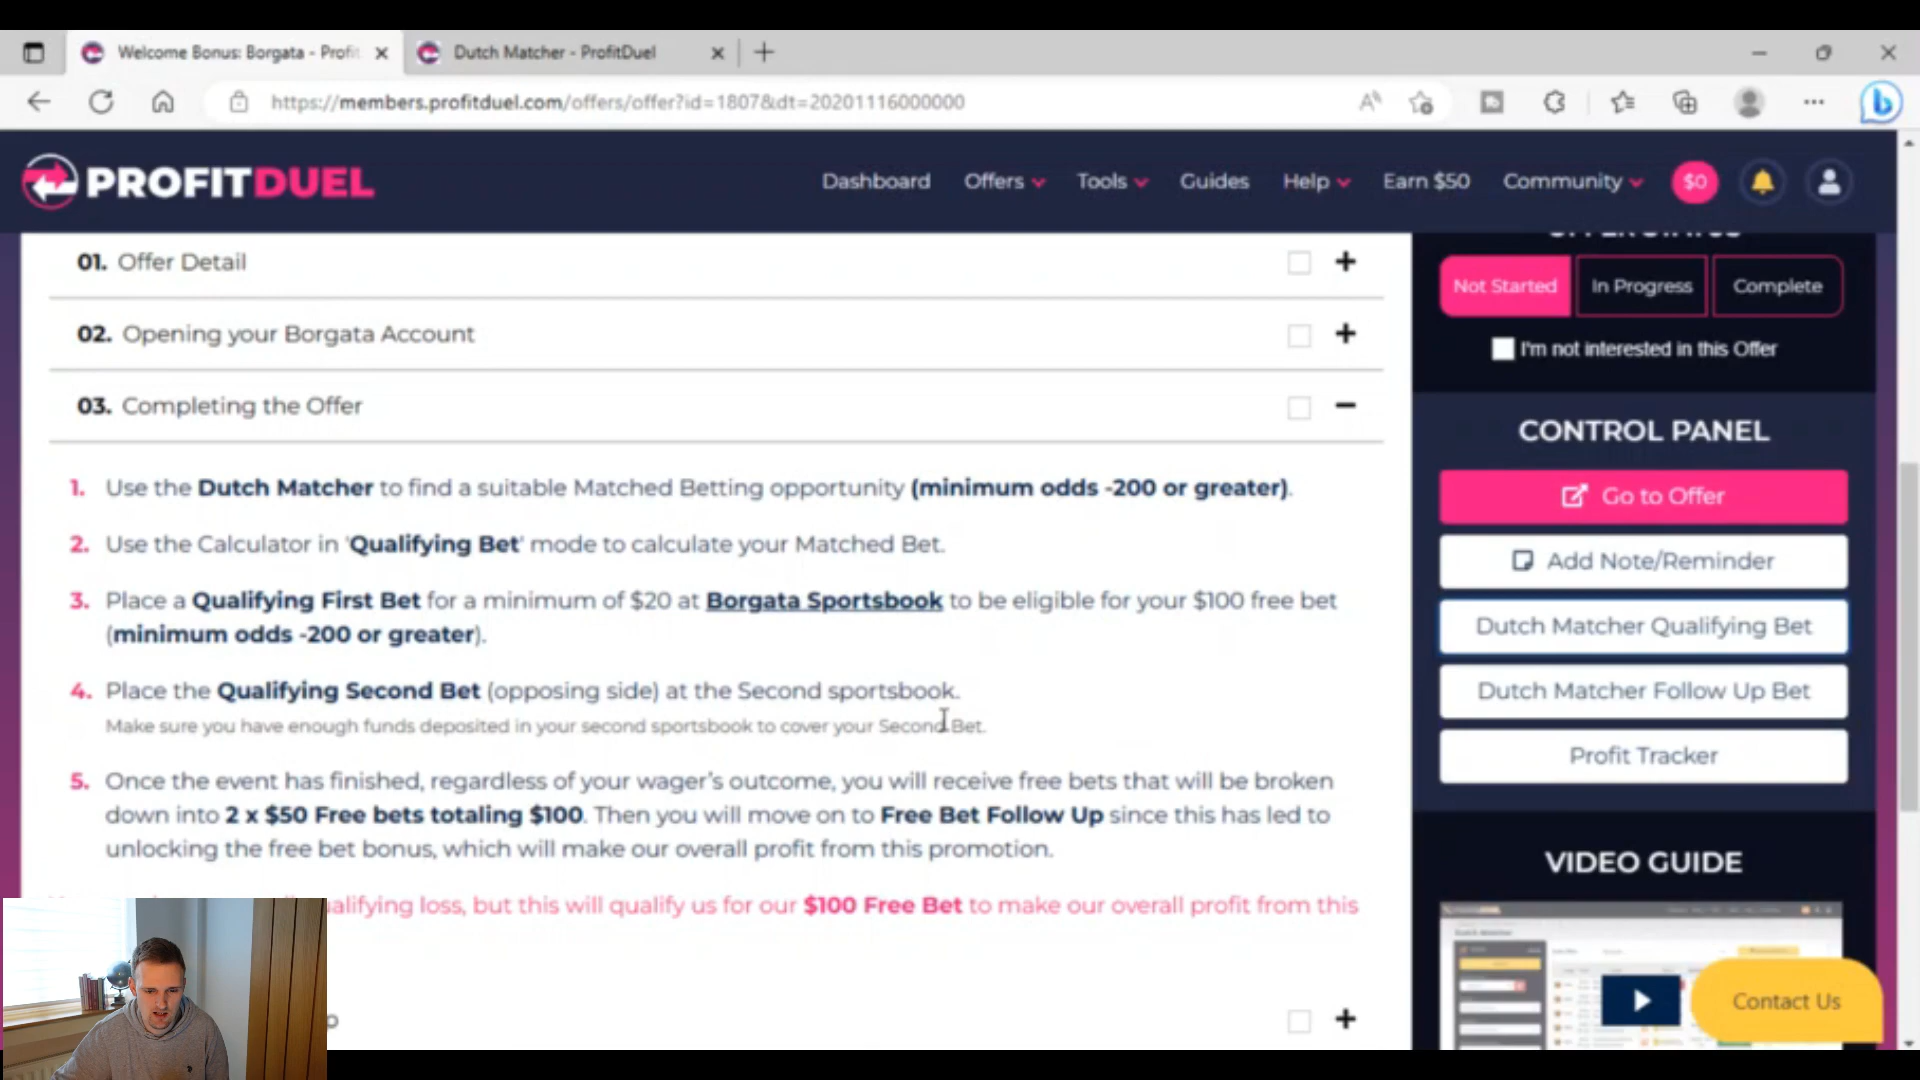 Welcome Bonus: Borgata - Profit
Dutch Matcher - ProfitDuel
https://members.profitduel.com/offers/offer?id=1807&dt=20201116000000
PROFITDUEL
Dashboard
Offers
Tools
Guides
Help
Earn $50
Community
$0
01. Offer Detail
02. Opening your Borgata Account
03. Completing the Offer
1. Use the Dutch Matcher to find a suitable Matched Betting opportunity (minimum odds -200 or greater).
2. Use the Calculator in 'Qualifying Bet' mode to calculate your Matched Bet.
3. Place a Qualifying First Bet for a minimum of $20 at Borgata Sportsbook to be eligible for your $100 free bet
(minimum odds -200 or greater).
4. Place the Qualifying Second Bet (opposing side) at the Second sportsbook.
Make sure you have enough funds deposited in your second sportsbook to cover your Second Bet.
5. Once the event has finished, regardless of your wager's outcome, you will receive free bets that will be broken
down into 2 x $50 Free bets totaling $100. Then you will move on to Free Bet Follow Up since this has led to
unlocking the free bet bonus, which will make our overall profit from this promotion.
loss, but this will qualify us for our $100 Free Bet to make our overall profit from this
OFFER STATUS
Not Started
In Progress
Complete
I'm not interested in this Offer
CONTROL PANEL
Go to Offer
Add Note/Reminder
Dutch Matcher Qualifying Bet
Dutch Matcher Follow Up Bet
Profit Tracker
VIDEO GUIDE
Contact Us